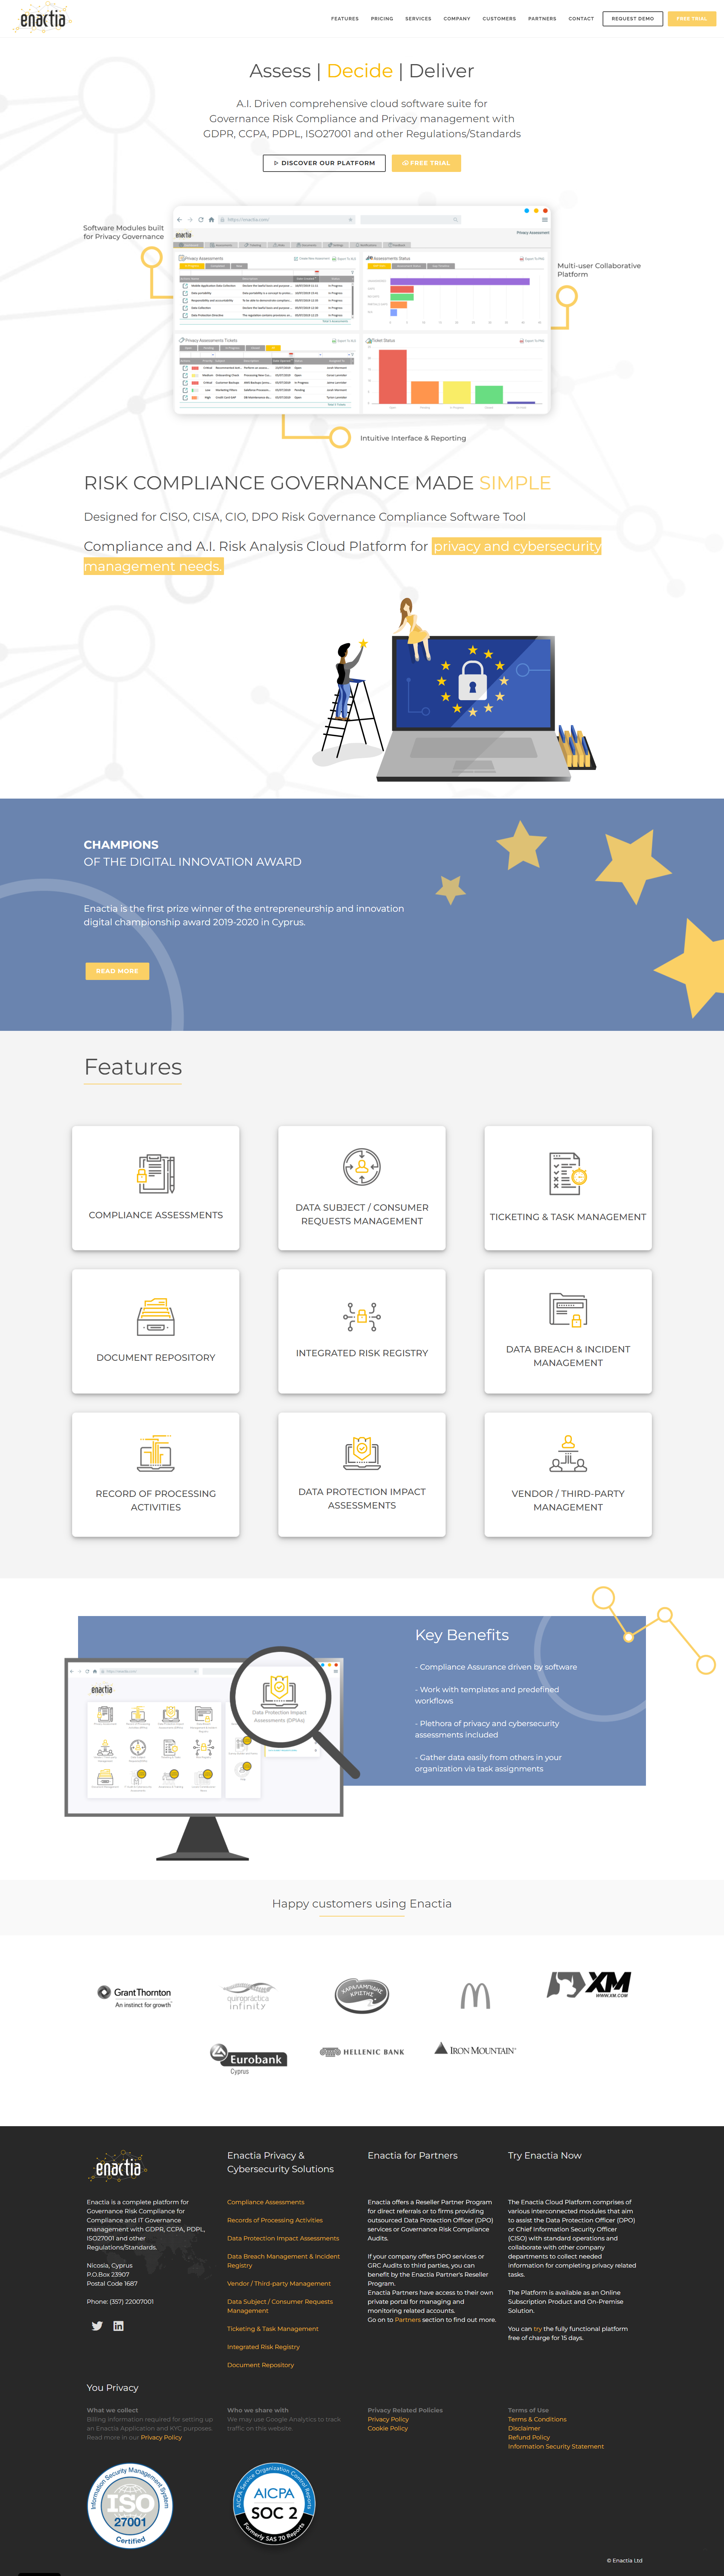 enactia
FEATURES
PRICING
SERVICES
COMPANY
CUSTOMERS
PARTNERS
CONTACT
REQUEST DEMO
FREE TRIAL
Assess | Decide | Deliver
A.I. Driven comprehensive cloud software suite for
Governance Risk Compliance and Privacy management with
GDPR, CCPA, PDPL, ISO27001 and other Regulations/Standards
DISCOVER OUR PLATFORM
FREE TRIAL
Software Modules built
for Privacy Governance
https://enactia.com/
enactia
Privacy Assessment
Privacy Assessments
Assessments Status
Privacy Assessments Tickets
Ticket Status
Multi-user Collaborative
Platform
Intuitive Interface & Reporting
RISK COMPLIANCE GOVERNANCE MADE SIMPLE
Designed for CISO, CISA, CIO, DPO Risk Governance Compliance Software Tool
Compliance and A.I. Risk Analysis Cloud Platform for privacy and cybersecurity
management needs.
CHAMPIONS
OF THE DIGITAL INNOVATION AWARD
Enactia is the first prize winner of the entrepreneurship and innovation
digital championship award 2019-2020 in Cyprus.
READ MORE
Features
COMPLIANCE ASSESSMENTS
DATA SUBJECT / CONSUMER
REQUESTS MANAGEMENT
TICKETING & TASK MANAGEMENT
DOCUMENT REPOSITORY
INTEGRATED RISK REGISTRY
DATA BREACH & INCIDENT
MANAGEMENT
RECORD OF PROCESSING
ACTIVITIES
DATA PROTECTION IMPACT
ASSESSMENTS
VENDOR / THIRD-PARTY
MANAGEMENT
enactia
Data Protection Impact
Assessments (DPIAs)
Key Benefits
- Compliance Assurance driven by software
- Work with templates and predefined
workflows
- Plethora of privacy and cybersecurity
assessments included
- Gather data easily from others in your
organization via task assignments
Happy customers using Enactia
Grant Thornton
An instinct for growth
quiropráctica
infinity
ΧΑΡΑΛΑΜΠΙΔΗΣ
ΚΡΙΣΤΗΣ
XM
WWW.XM.COM
Eurobank
Cyprus
HELLENIC BANK
IRON MOUNTAIN®
enactia
Enactia is a complete platform for
Governance Risk Compliance for
Compliance and IT Governance
management with GDPR, CCPA, PDPL,
ISO27001 and other
Regulations/Standards.
Nicosia, Cyprus
P.O.Box 23907
Postal Code 1687
Phone: (357) 22007001
Enactia Privacy &
Cybersecurity Solutions
Compliance Assessments
Records of Processing Activities
Data Protection Impact Assessments
Data Breach Management & Incident
Registry
Vendor / Third-party Management
Data Subject / Consumer Requests
Management
Ticketing & Task Management
Integrated Risk Registry
Document Repository
Enactia for Partners
Enactia offers a Reseller Partner Program
for direct referrals or to firms providing
outsourced Data Protection Officer (DPO)
services or Governance Risk Compliance
Audits.
If your company offers DPO services or
GRC Audits to third parties, you can
benefit by the Enactia Partner's Reseller
Program.
Enactia Partners have access to their own
private portal for managing and
monitoring related accounts.
Go on to Partners section to find out more.
Try Enactia Now
The Enactia Cloud Platform comprises of
various interconnected modules that aim
to assist the Data Protection Officer (DPO)
or Chief Information Security Officer
(CISO) with standard operations and
collaborate with other company
departments to collect needed
information for completing privacy related
tasks.
The Platform is available as an Online
Subscription Product and On-Premise
Solution.
You can try the fully functional platform
free of charge for 15 days.
You Privacy
What we collect
Billing Information required for setting up
an Enactia Application and KYC purposes.
Read more in our Privacy Policy
Who we share with
We may use Google Analytics to track
traffic on this website.
Privacy Related Policies
Privacy Policy
Cookie Policy
Terms of Use
Terms & Conditions
Disclaimer
Refund Policy
Information Security Statement
Information Security Management System
ISO
27001
Certified
AICPA Service Organization Control Reports
AICPA
SOC 2
Formerly SAS 70 Reports
© Enactia Ltd